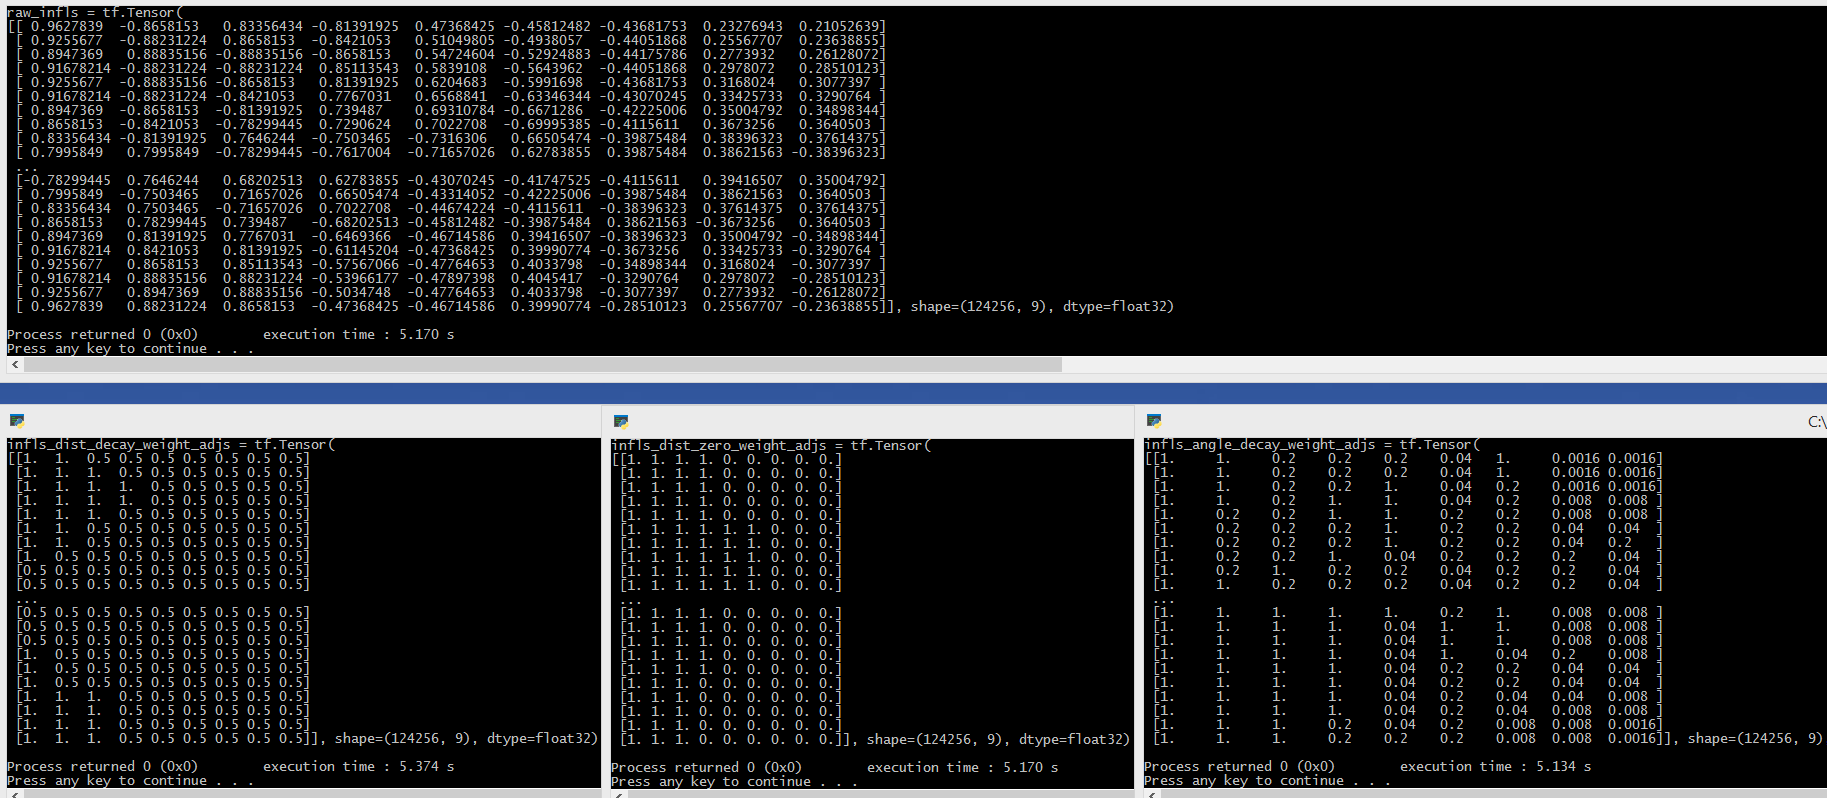 raw_infls = tf.Tensor(
[[ 0.9627839  -0.8658153   0.83356434 -0.81391925  0.47368425 -0.45812482 -0.43681753  0.23276943  0.21052639]
[ 0.9255677  -0.88231224  0.8658153  -0.8421053   0.51049805 -0.4938057  -0.44051868  0.25567707  0.23638855]
[ 0.8947369  -0.88835156 -0.88835156 -0.8658153   0.54724604 -0.52924883 -0.44175786  0.2773932   0.26128072]
[ 0.91678214 -0.88231224 -0.88231224  0.85113543  0.5839108  -0.5643962  -0.44051868  0.2978072   0.28510123]
[ 0.9255677  -0.88835156 -0.8658153   0.81391925  0.6204683  -0.5991698  -0.43681753  0.3168024   0.3077397 ]
[ 0.91678214 -0.88231224 -0.8421053   0.7767031   0.6568841  -0.63346344 -0.43070245  0.33425733  0.3290764 ]
[ 0.8947369  -0.8658153  -0.81391925  0.739487    0.69310784 -0.6671286  -0.42225006  0.35004792  0.34898344]
[ 0.8658153  -0.8421053  -0.78299445  0.7290624   0.7022708  -0.69995385 -0.4115611   0.3673256   0.3640503 ]
[ 0.83356434 -0.81391925  0.7646244  -0.7503465  -0.7316306   0.66505474 -0.39875484  0.38396323  0.37614375]
[ 0.7995849   0.7995849  -0.78299445 -0.7617004  -0.71657026  0.62783855  0.39875484  0.38621563 -0.38396323]
...
[-0.78299445  0.7646244   0.68202513  0.62783855 -0.43070245 -0.41747525 -0.4115611   0.39416507  0.35004792]
[ 0.7995849  -0.7503465   0.71657026  0.66505474 -0.43314052 -0.42225006 -0.39875484  0.38621563  0.3640503 ]
[ 0.83356434  0.7503465  -0.71657026  0.7022708  -0.44674224 -0.4115611  -0.38396323  0.37614375  0.37614375]
[ 0.8658153   0.78299445  0.739487   -0.68202513 -0.45812482 -0.39875484  0.38621563 -0.3673256   0.3640503 ]
[ 0.8947369   0.81391925  0.7767031  -0.6469366  -0.46714586  0.39416507 -0.38396323  0.35004792 -0.34898344]
[ 0.91678214  0.8421053   0.81391925 -0.61145204 -0.47368425  0.39990774 -0.3673256   0.33425733 -0.3290764 ]
[ 0.9255677   0.8658153   0.85113543 -0.57567066 -0.47764653  0.4033798  -0.34898344  0.3168024  -0.3077397 ]
[ 0.91678214  0.88835156  0.88231224 -0.53966177 -0.47897398  0.4045417  -0.3290764   0.2978072  -0.28510123]
[ 0.9255677   0.8947369   0.88835156 -0.5034748  -0.47764653  0.4033798  -0.3077397   0.2773932  -0.26128072]
[ 0.9627839   0.88231224  0.8658153  -0.47368425 -0.46714586  0.39990774 -0.28510123  0.25567707 -0.23638855]], shape=(124256, 9), dtype=float32)
Process returned 0 (0x0)        execution time : 5.170 s
Press any key to continue . . .
infls_dist_decay_weight_adjs = tf.Tensor(
[[1.  1.  0.5 0.5 0.5 0.5 0.5 0.5 0.5]
[1.  1.  1.  0.5 0.5 0.5 0.5 0.5 0.5]
[1.  1.  1.  1.  0.5 0.5 0.5 0.5 0.5]
[1.  1.  1.  1.  0.5 0.5 0.5 0.5 0.5]
[1.  1.  1.  0.5 0.5 0.5 0.5 0.5 0.5]
[1.  1.  0.5 0.5 0.5 0.5 0.5 0.5 0.5]
[1.  1.  0.5 0.5 0.5 0.5 0.5 0.5 0.5]
[1.  0.5 0.5 0.5 0.5 0.5 0.5 0.5 0.5]
[0.5 0.5 0.5 0.5 0.5 0.5 0.5 0.5 0.5]
[0.5 0.5 0.5 0.5 0.5 0.5 0.5 0.5 0.5]
...
[0.5 0.5 0.5 0.5 0.5 0.5 0.5 0.5 0.5]
[0.5 0.5 0.5 0.5 0.5 0.5 0.5 0.5 0.5]
[0.5 0.5 0.5 0.5 0.5 0.5 0.5 0.5 0.5]
[1.  0.5 0.5 0.5 0.5 0.5 0.5 0.5 0.5]
[1.  0.5 0.5 0.5 0.5 0.5 0.5 0.5 0.5]
[1.  0.5 0.5 0.5 0.5 0.5 0.5 0.5 0.5]
[1.  1.  1.  0.5 0.5 0.5 0.5 0.5 0.5]
[1.  1.  1.  0.5 0.5 0.5 0.5 0.5 0.5]
[1.  1.  1.  0.5 0.5 0.5 0.5 0.5 0.5]
[1.  1.  1.  0.5 0.5 0.5 0.5 0.5 0.5]], shape=(124256, 9), dtype=float32)
Process returned 0 (0x0)        execution time : 5.374 s
Press any key to continue . . .
infls_dist_zero_weight_adjs = tf.Tensor(
[[1. 1. 1. 1. 0. 0. 0. 0. 0.]
[1. 1. 1. 1. 0. 0. 0. 0. 0.]
[1. 1. 1. 1. 0. 0. 0. 0. 0.]
[1. 1. 1. 1. 0. 0. 0. 0. 0.]
[1. 1. 1. 1. 0. 0. 0. 0. 0.]
[1. 1. 1. 1. 1. 1. 0. 0. 0.]
[1. 1. 1. 1. 1. 1. 0. 0. 0.]
[1. 1. 1. 1. 1. 1. 0. 0. 0.]
[1. 1. 1. 1. 1. 1. 0. 0. 0.]
[1. 1. 1. 1. 1. 1. 0. 0. 0.]
...
[1. 1. 1. 1. 0. 0. 0. 0. 0.]
[1. 1. 1. 1. 0. 0. 0. 0. 0.]
[1. 1. 1. 1. 0. 0. 0. 0. 0.]
[1. 1. 1. 1. 0. 0. 0. 0. 0.]
[1. 1. 1. 0. 0. 0. 0. 0. 0.]
[1. 1. 1. 0. 0. 0. 0. 0. 0.]
[1. 1. 1. 0. 0. 0. 0. 0. 0.]
[1. 1. 1. 0. 0. 0. 0. 0. 0.]
[1. 1. 1. 0. 0. 0. 0. 0. 0.]
[1. 1. 1. 0. 0. 0. 0. 0. 0.]], shape=(124256, 9), dtype=float32)
Process returned 0 (0x0)        execution time : 5.170 s
Press any key to continue . . .
C:\
infls_angle_decay_weight_adjs = tf.Tensor(
[[1.     1.     0.2    0.2    0.2    0.04   1.     0.0016 0.0016]
[1.     1.     0.2    0.2    0.2    0.04   1.     0.0016 0.0016]
[1.     1.     0.2    0.2    1.     0.04   0.2    0.0016 0.0016]
[1.     1.     0.2    1.     1.     0.04   0.2    0.008  0.008 ]
[1.     0.2    0.2    1.     1.     0.2    0.2    0.008  0.008 ]
[1.     0.2    0.2    0.2    1.     0.2    0.2    0.04   0.04  ]
[1.     0.2    0.2    0.2    1.     0.2    0.2    0.04   0.2   ]
[1.     0.2    0.2    1.     0.04   0.2    0.2    0.2    0.04  ]
[1.     0.2    1.     0.2    0.2    0.04   0.2    0.2    0.04  ]
[1.     1.     0.2    0.2    0.2    0.04   0.2    0.2    0.04  ]
...
[1.     1.     1.     1.     1.     0.2    1.     0.008  0.008 ]
[1.     1.     1.     1.     0.04   1.     1.     0.008  0.008 ]
[1.     1.     1.     1.     0.04   1.     1.     0.008  0.008 ]
[1.     1.     1.     1.     0.04   1.     0.04   0.2    0.008 ]
[1.     1.     1.     1.     0.04   0.2    0.2    0.04   0.04  ]
[1.     1.     1.     1.     0.04   0.2    0.2    0.04   0.04  ]
[1.     1.     1.     1.     0.04   0.2    0.04   0.04   0.008 ]
[1.     1.     1.     1.     0.04   0.2    0.04   0.008  0.008 ]
[1.     1.     1.     0.2    0.04   0.2    0.008  0.008  0.0016]
[1.     1.     1.     0.2    0.2    0.2    0.008  0.008  0.0016]], shape=(124256, 9)
Process returned 0 (0x0)        execution time : 5.134 s
Press any key to continue . . .